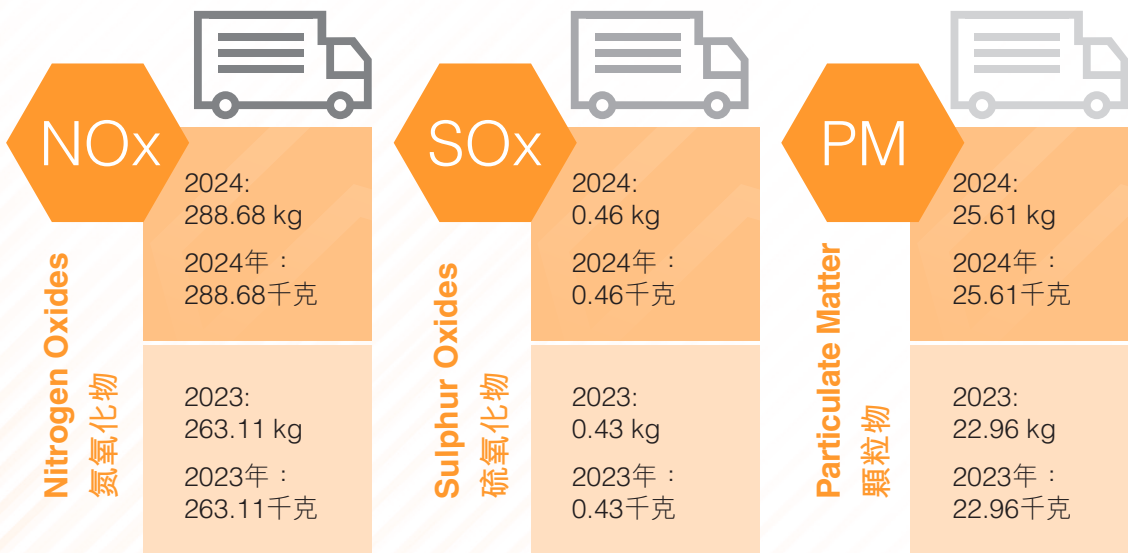 NOx
2024:
288.68 kg
2024年：
288.68千克
Nitrogen Oxides
氮氧化物
2023:
263.11 kg
2023年：
263.11千克
SOx
2024:
0.46 kg
2024年：
0.46千克
Sulphur Oxides
硫氧化物
2023:
0.43 kg
2023年：
0.43千克
PM
2024:
25.61 kg
2024年：
25.61千克
Particulate Matter
顆粒物
2023:
22.96 kg
2023年：
22.96千克